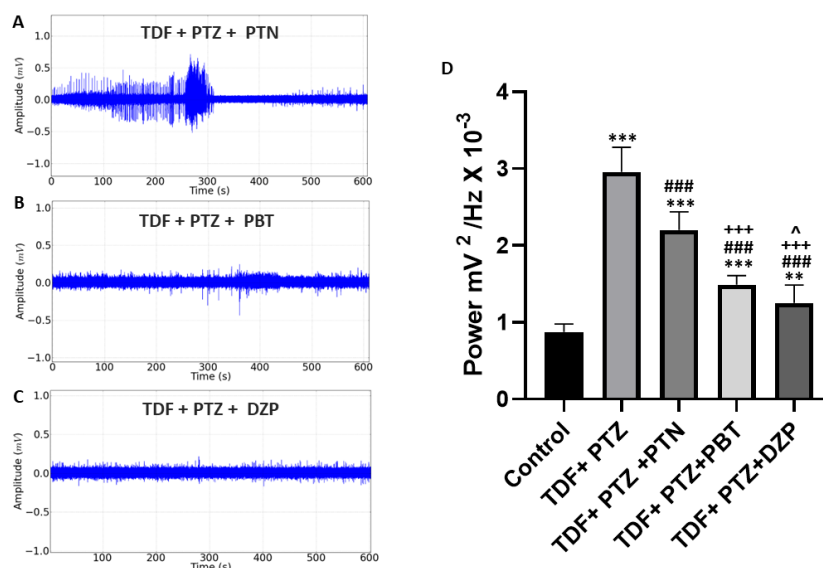 A
TDF + PTZ + PTN
Amplitude (mV)
1.0
0.5
0.0
−0.5
−1.0
0 100 200 300 400 500 600
Time (s)
B
TDF + PTZ + PBT
Amplitude (mV)
1.0
0.5
0.0
−0.5
−1.0
0 100 200 300 400 500 600
Time (s)
C
TDF + PTZ + DZP
Amplitude (mV)
1.0
0.5
0.0
−0.5
−1.0
0 100 200 300 400 500 600
Time (s)
D
Power mV 2 /Hz X 10-3
4
3
2
1
0
***
###
***
+++
###
***
^
+++
###
**
Control
TDF+ PTZ
TDF+ PTZ +PTN
TDF+ PTZ+PBT
TDF+ PTZ+DZP